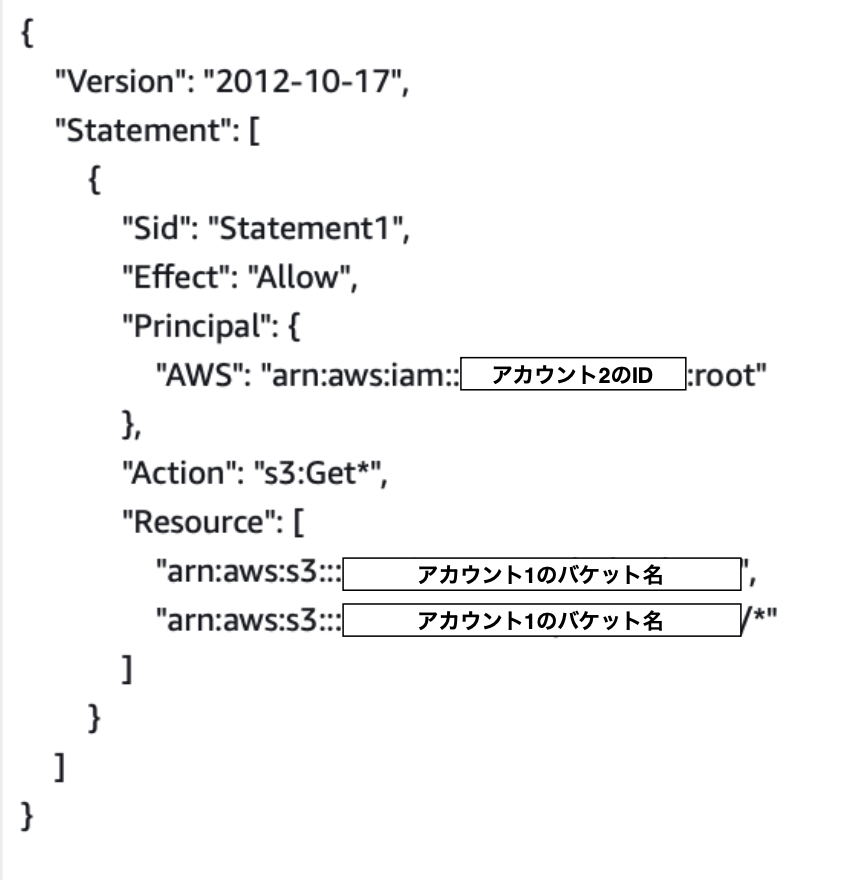 {
"Version": "2012-10-17",
"Statement": [
{
"Sid": "Statement1",
"Effect": "Allow",
"Principal": {
"AWS": "arn:aws:iam::アカウント2のID:root"
},
"Action": "s3:Get*",
"Resource": [
"arn:aws:s3:::アカウント1のバケット名",
"arn:aws:s3:::アカウント1のバケット名/*"
]
}
]
}